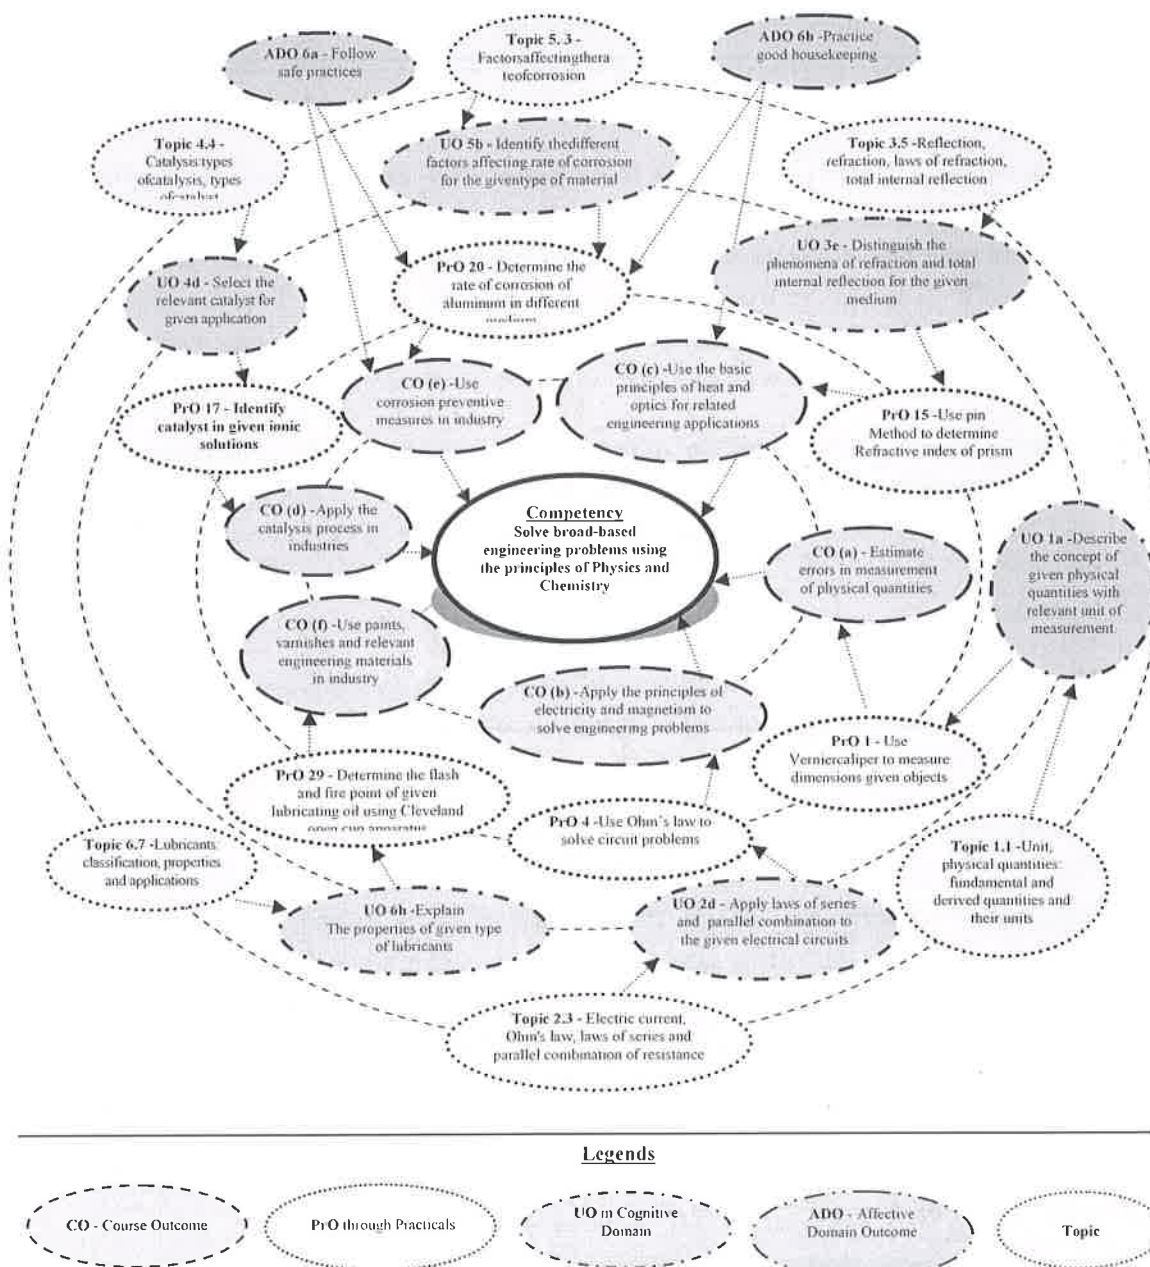 ADO 6a - Follow
safe practices
Topic 5. 3 -
Factorsaffectingthera
teofcorrosion
ADO 6b -Practice
good housekeeping
Topic 4.4 -
Catalysis types
ofcatalysis, types
UO 5b - Identify thedifferent
factors affecting rate of corrosion
for the giventype of material
Topic 3.5 -Reflection,
refraction, laws of refraction,
total internal reflection
UO 4d - Select the
relevant catalyst for
given application
PrO 20 - Determine the
rate of corrosion of
aluminum in different
UO 3e - Distinguish the
phenomena of refraction and total
internal reflection for the given
medium
PrO 17 - Identify
catalyst in given ionic
solutions
CO (e) -Use
corrosion preventive
measures in industry
CO (c) -Use the basic
principles of heat and
optics for related
engineering applications
PrO 15 -Use pin
Method to determine
Refractive index of prism
CO (d) -Apply the
catalysis process in
industries
Competency
Solve broad-based
engineering problems using
the principles of Physics and
Chemistry
CO (a) - Estimate
errors in measurement
of physical quantities
UO 1a -Describe
the concept of
given physical
quantities with
relevant unit of
measurement
CO (f) -Use paints,
varnishes and relevant
engineering materials
in industry
CO (b) -Apply the principles of
electricity and magnetism to
solve engineering problems
PrO 1 - Use
Verniercaliper to measure
dimensions given objects
PrO 29 - Determine the flash
and fire point of given
lubricating oil using Cleveland
open cup apparatus
PrO 4 -Use Ohm's law to
solve circuit problems
Topic 6.7 -Lubricants
classification, properties
and applications
Topic 1.1 -Unit,
physical quantities:
fundamental and
derived quantities and
their units
UO 6h -Explain
The properties of given type
of lubricants
UO 2d - Apply laws of series
and parallel combination to
the given electrical circuits
Topic 2.3 - Electric current,
Ohm's law, laws of series and
parallel combination of resistance
Legends
CO - Course Outcome
PrO through Practicals
UO in Cognitive
Domain
ADO - Affective
Domain Outcome
Topic